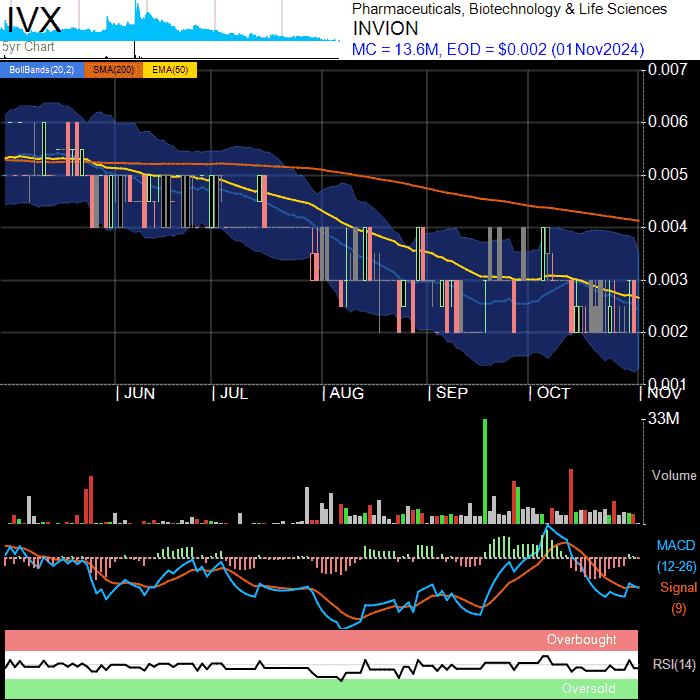 IVX
5yr Chart
Pharmaceuticals, Biotechnology & Life Sciences
INVION
MC = 13.6M, EOD = $0.002 (01Nov2024)
BollBands(20,2) SMA(200) EMA(50)
0.007
0.006
0.005
0.004
0.003
0.002
0.001
JUN JUL AUG SEP OCT NOV
33M
Volume
MACD
(12-26)
Signal
(9)
Overbought
RSI(14)
Oversold